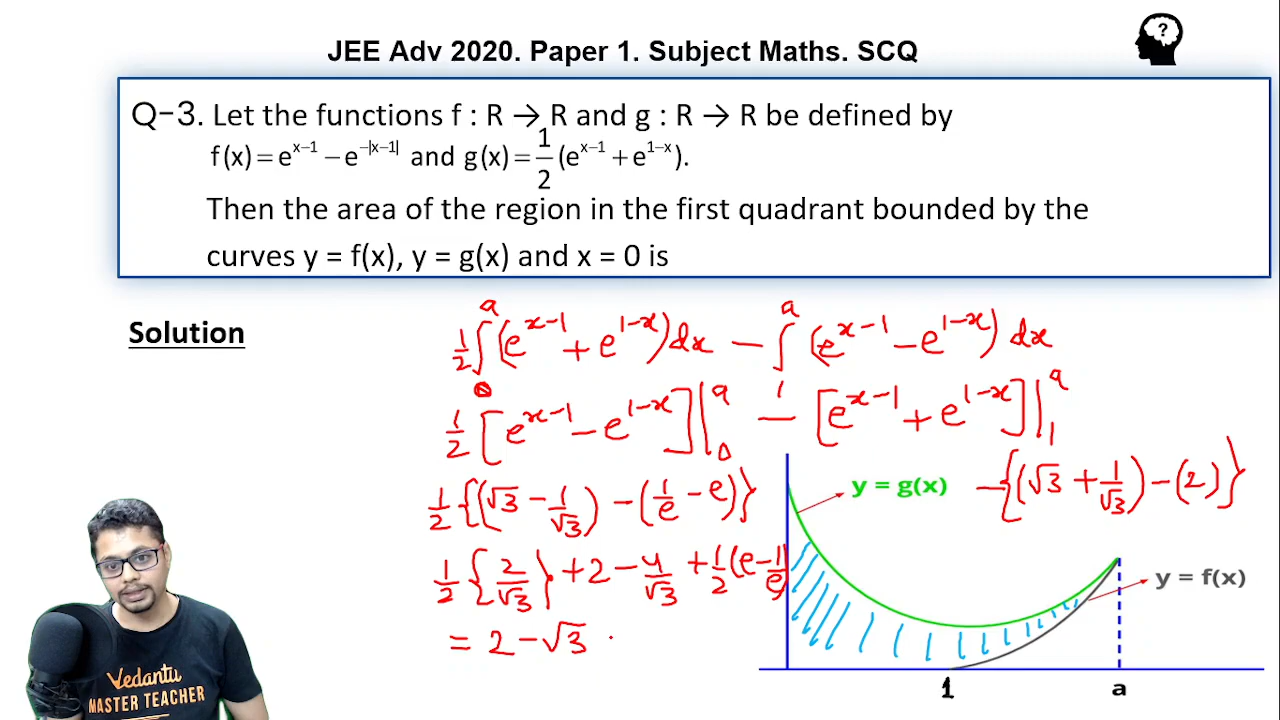 ?
JEE Adv 2020. Paper 1. Subject Maths. SCQ
Q-3. Let the functions f : R → R and g : R → R be defined by
f(x) = e^{x−1} − e^{−|x−1|} and g(x) = 1/2 (e^{x−1} + e^{1−x}).
Then the area of the region in the first quadrant bounded by the
curves y = f(x), y = g(x) and x = 0 is
Solution
1/2 ∫_0^a (e^{x-1} + e^{1-x}) dx − ∫_1^a (e^{x-1} − e^{1-x}) dx
1/2 [e^{x-1} − e^{1-x}] |_0^a − [e^{x-1} + e^{1-x}] |_1^a
1/2 {(√3 − 1/√3) − (1/e − e)} − {(√3 + 1/√3) − (2)}
1/2 {2/√3} + 2 − 4/√3 + 1/2 (e − 1/e)
= 2 − √3
y = g(x)
y = f(x)
1
a
Vedantu
MASTER TEACHER